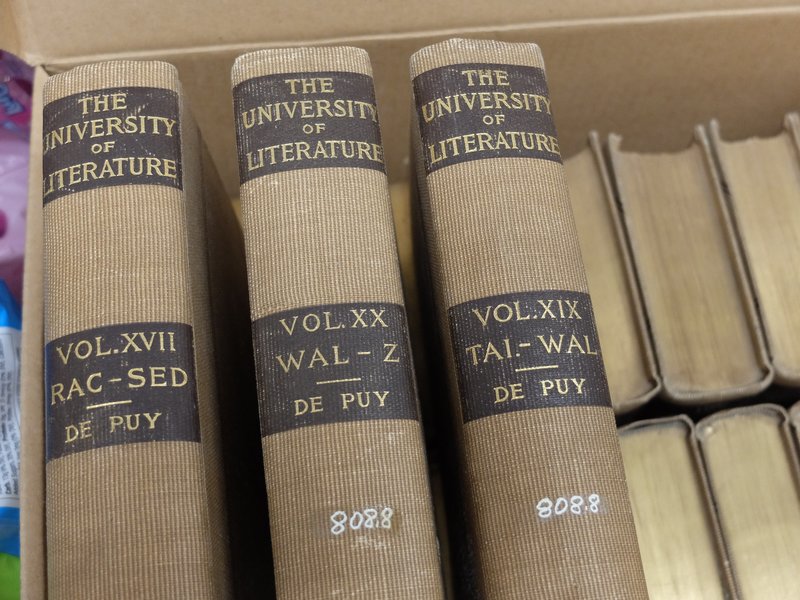 THE
UNIVERSITY
OF
LITERATURE
VOL.XVII
RAC-SED
DE PUY
THE
UNIVERSITY
OF
LITERATURE
VOL.XX
WAL-Z
DE PUY
808.8
THE
UNIVERSITY
OF
LITERATURE
VOL.XIX
TAI.-WAL
DE PUY
808.8